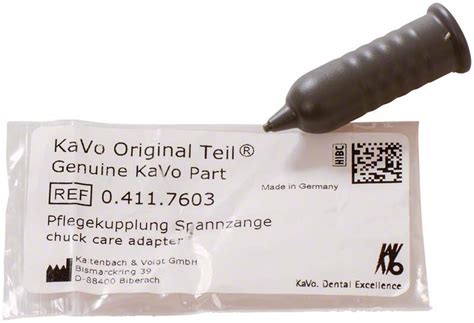 KaVo Original Teil®
Genuine KaVo Part
REF 0.411.7603
HIBC
Made in Germany
Pflegekupplung Spannzange
chuck care adapter
Kaltenbach & Voigt GmbH
Bismarckring 39
D-88400 Biberach
KaVo
KaVo. Dental Excellence